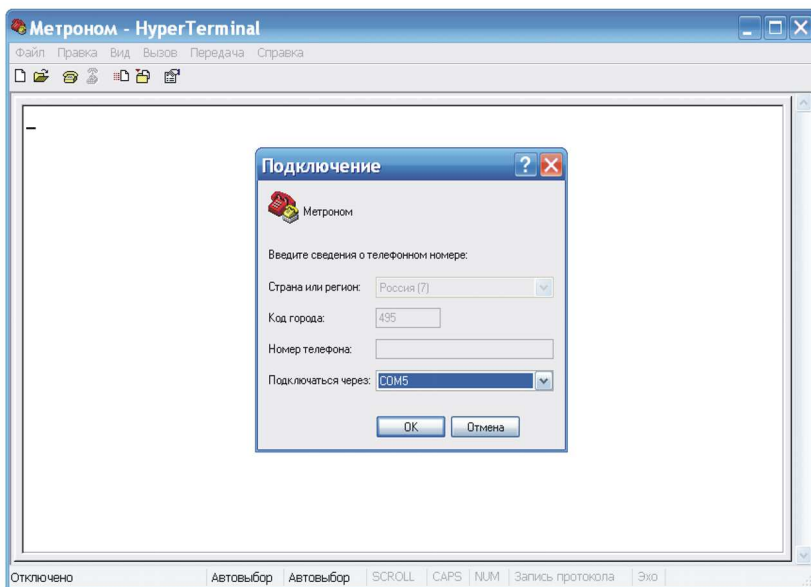 Метроном - HyperTerminal
Файл Правка Вид Вызов Передача Справка
Подключение
Метроном
Введите сведения о телефонном номере:
Страна или регион: Россия (7)
Код города: 495
Номер телефона:
Подключаться через: COM5
OK Отмена
Отключено Автовыбор Автовыбор SCROLL CAPS NUM Запись протокола Эхо